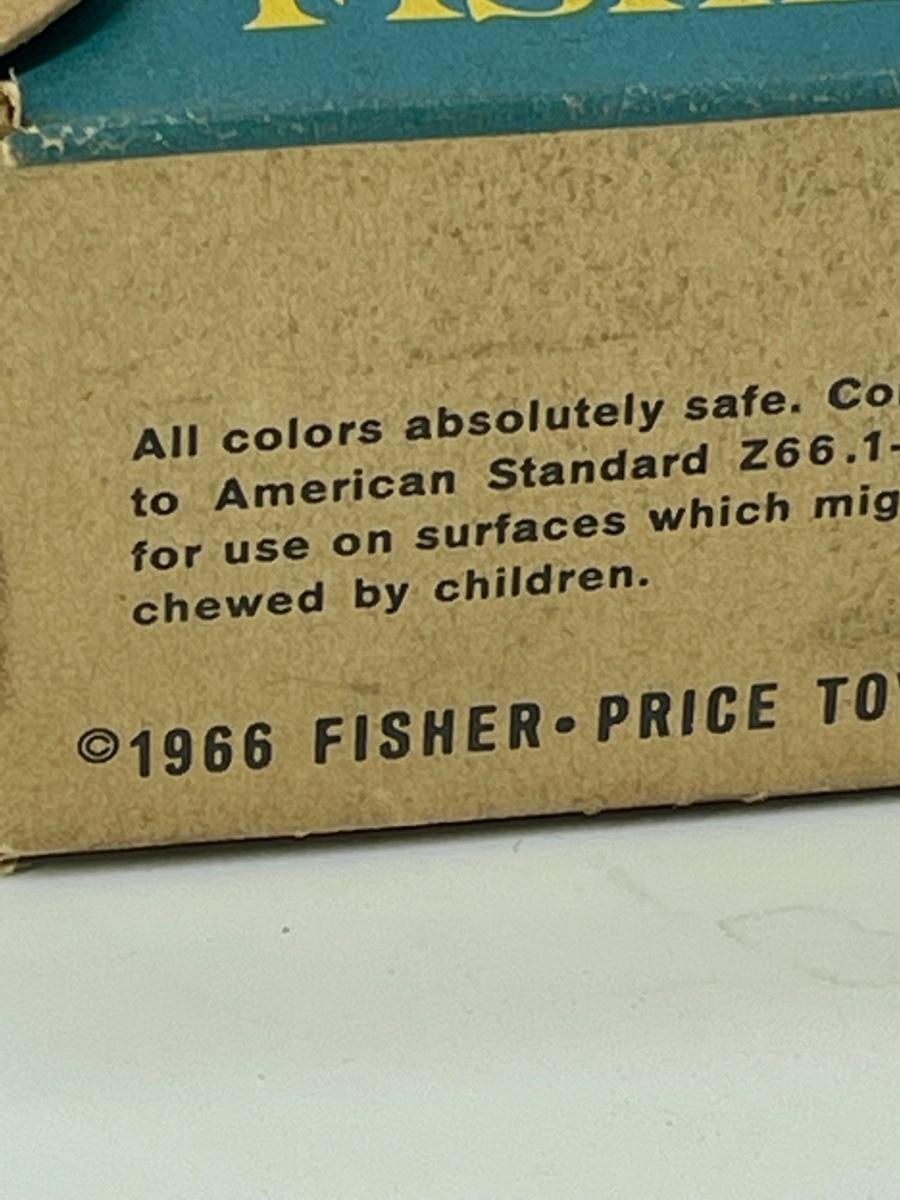 All colors absolutely safe. Co
to American Standard Z66.1-
for use on surfaces which mig
chewed by children.
©1966 FISHER·PRICE TO